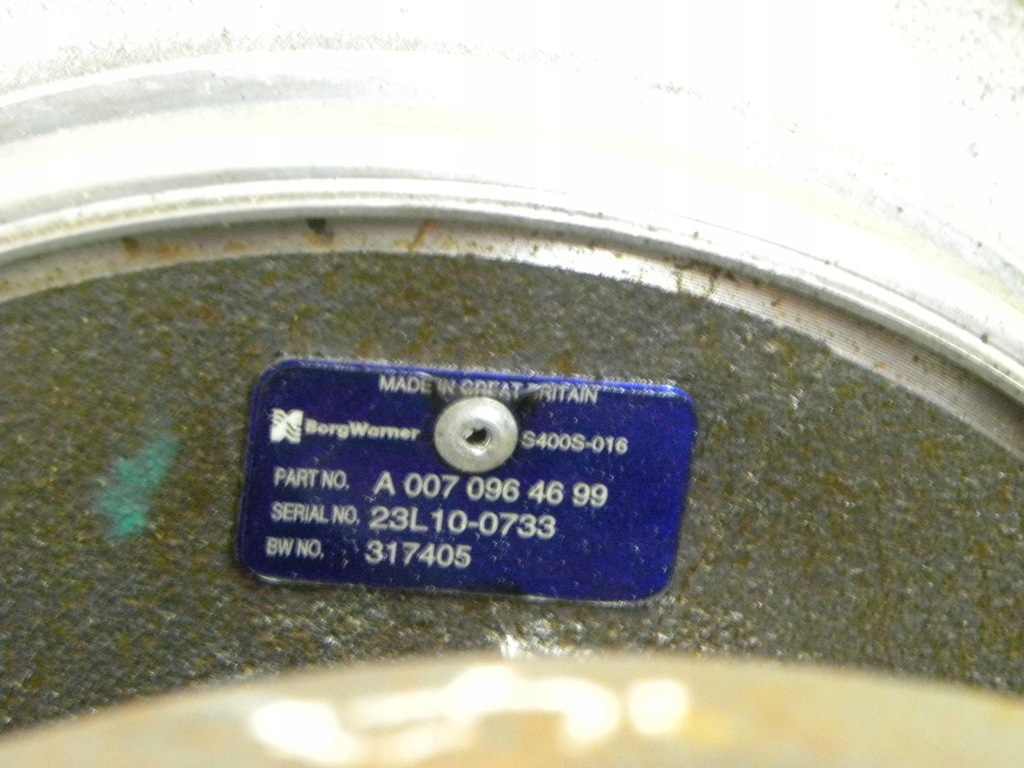 MADE IN GREAT BRITAIN
BorgWarner S400S-016
PART NO. A 007 096 46 99
SERIAL NO. 23L10-0733
BW NO. 317405